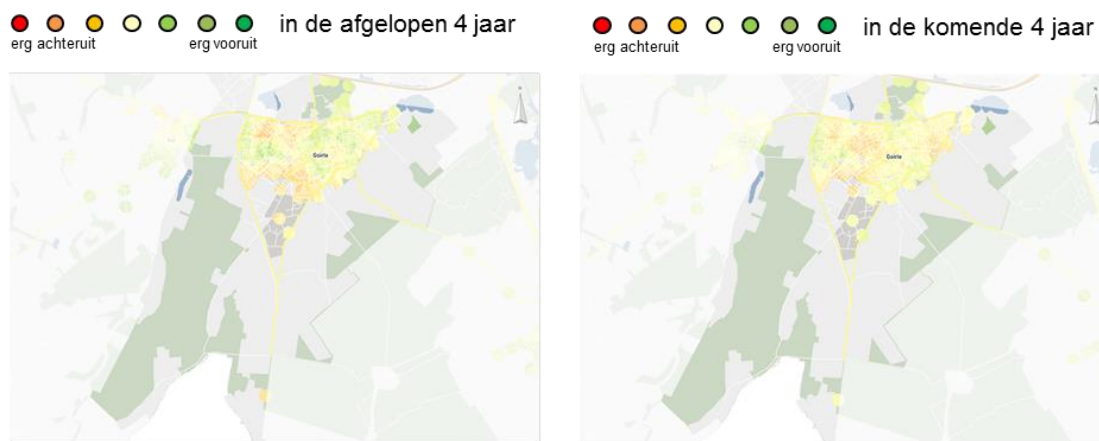 in de afgelopen 4 jaar
erg achteruit erg vooruit
Goirle
in de komende 4 jaar
erg achteruit erg vooruit
Goirle